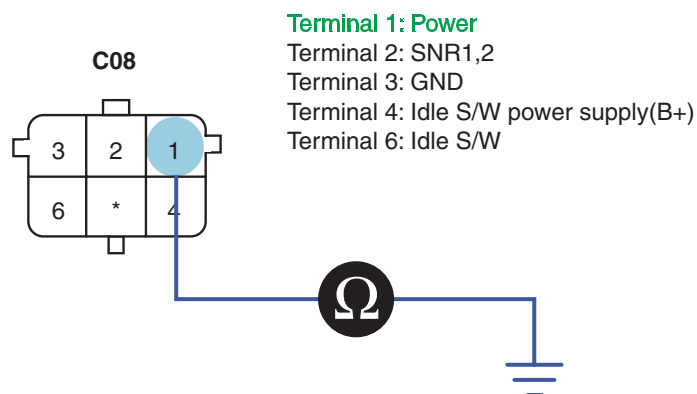 Terminal 1: Power
Terminal 2: SNR1,2
C08
Terminal 3: GND
Terminal 4: Idle S/W power supply(B+)
Terminal 6: Idle S/W
3 2 1
6 * 4
Ω